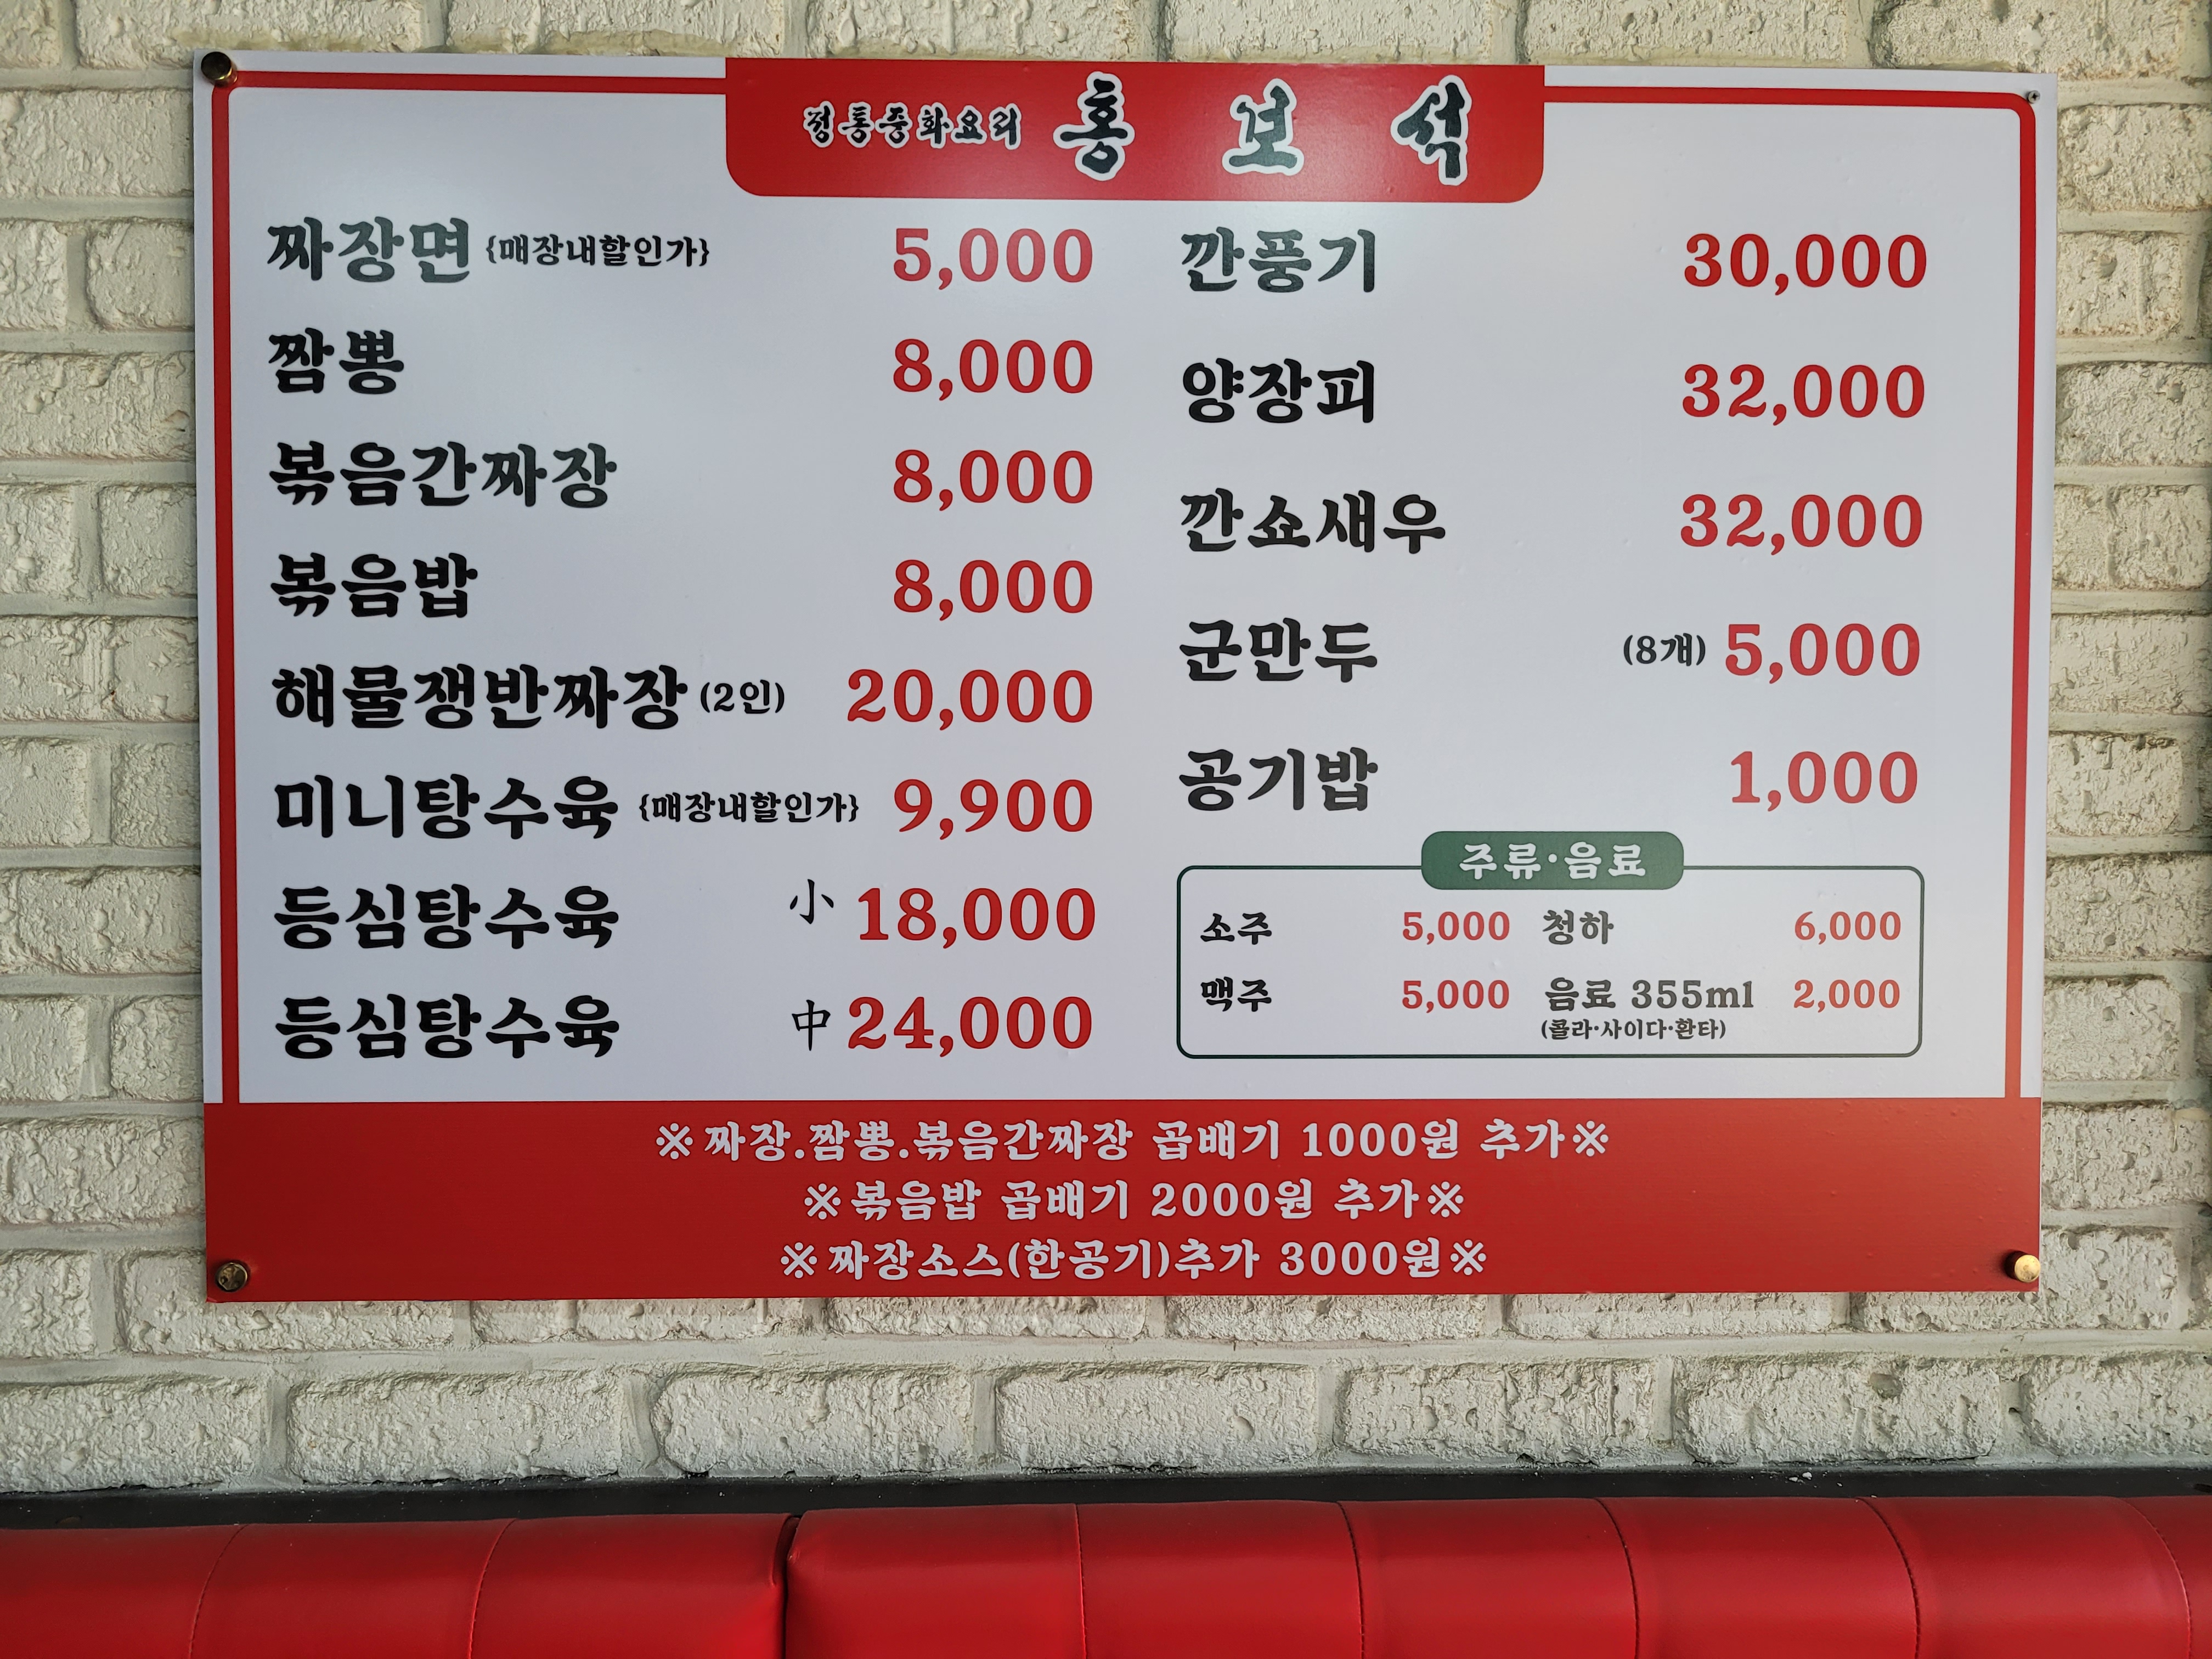 정통중화요리 홍 보 석
짜장면 {매장내할인가} 5,000
짬뽕 8,000
볶음간짜장 8,000
볶음밥 8,000
해물쟁반짜장 (2인) 20,000
미니탕수육 {매장내할인가} 9,900
등심탕수육 小 18,000
등심탕수육 中 24,000
깐풍기 30,000
양장피 32,000
깐쇼새우 32,000
군만두 (8개) 5,000
공기밥 1,000
주류·음료
소주 5,000 청하 6,000
맥주 5,000 음료 355ml 2,000
(콜라·사이다·환타)
※짜장.짬뽕.볶음간짜장 곱배기 1000원 추가※
※볶음밥 곱배기 2000원 추가※
※짜장소스(한공기)추가 3000원※